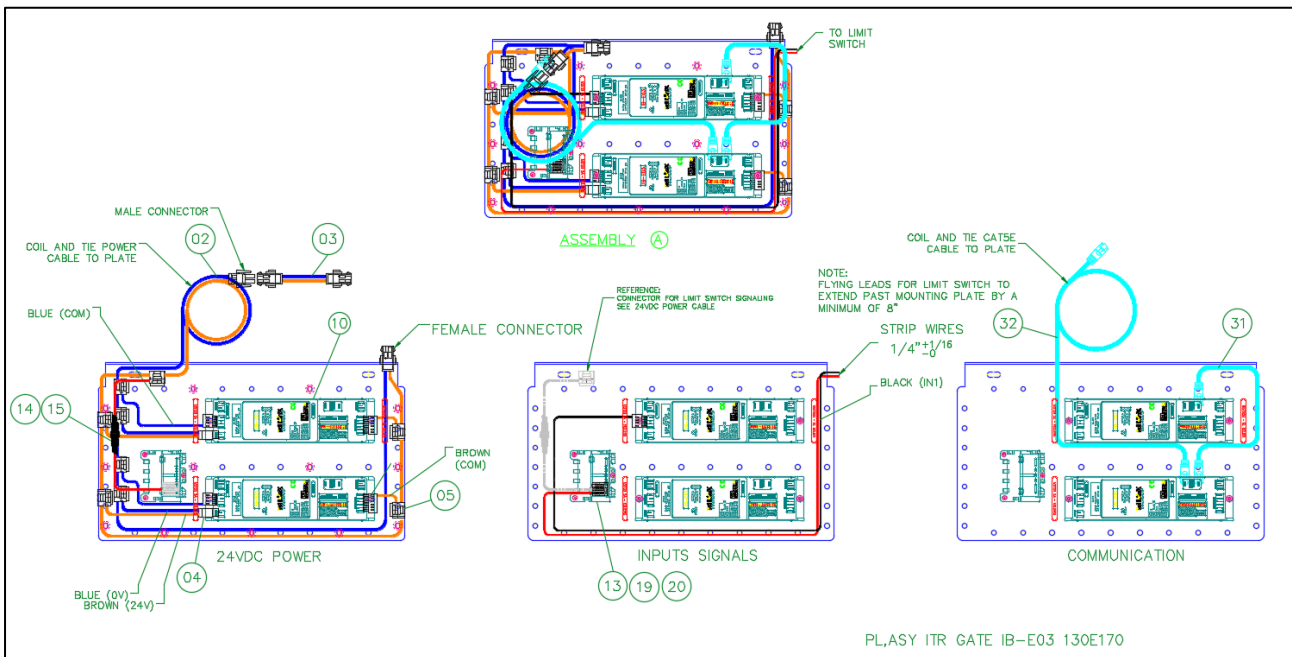 TO LIMIT
SWITCH
ASSEMBLY A
MALE CONNECTOR
02
03
COIL AND TIE POWER
CABLE TO PLATE
BLUE (COM)
10
FEMALE CONNECTOR
14
15
BROWN
(COM)
05
04
24VDC POWER
BLUE (0V)
BROWN (24V)
REFERENCE:
CONNECTOR FOR LIMIT SWITCH SIGNALING
SEE 24VDC POWER CABLE
NOTE:
FLYING LEADS FOR LIMIT SWITCH TO
EXTEND PAST MOUNTING PLATE BY A
MINIMUM OF 8"
STRIP WIRES
1/4"+1/16
-0
BLACK (IN1)
INPUTS SIGNALS
13
19
20
COIL AND TIE CAT5E
CABLE TO PLATE
32
31
COMMUNICATION
PL,ASY ITR GATE IB-E03 130E170